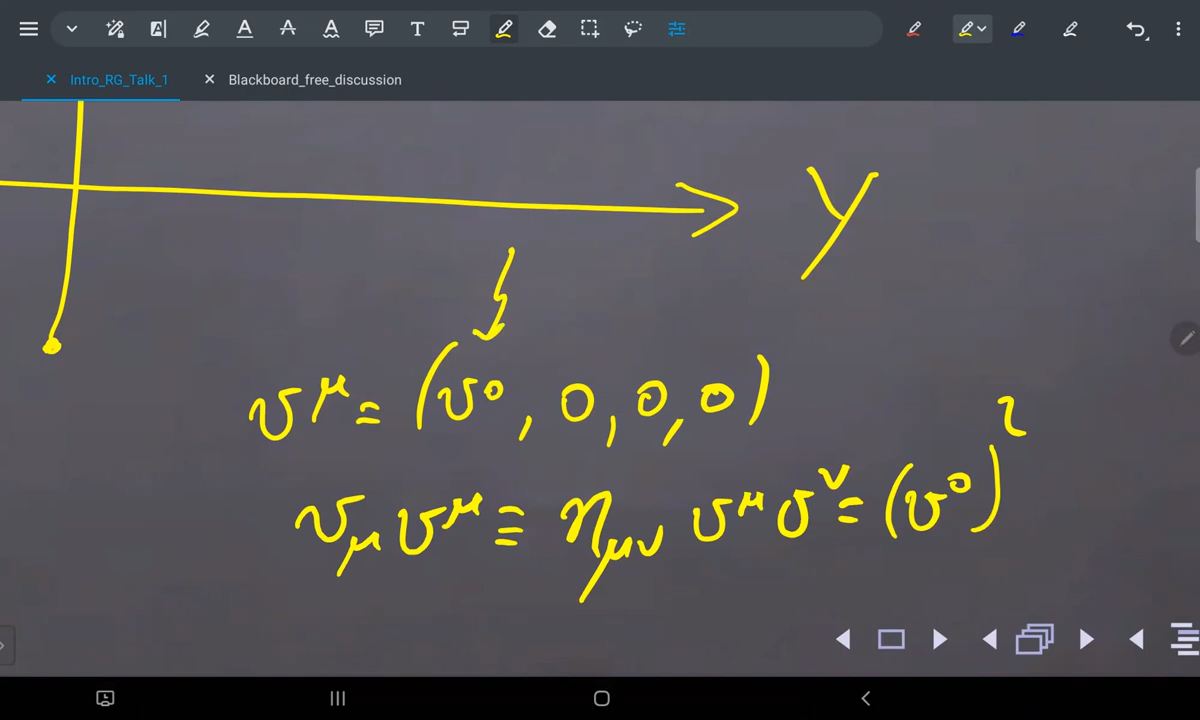 A T
Intro_RG_Talk_1 Blackboard_free_discussion
Y
v^μ = (v^0, 0, 0, 0)
v_μ v^μ ≡ η_μν v^μ v^ν = (v^0)^2